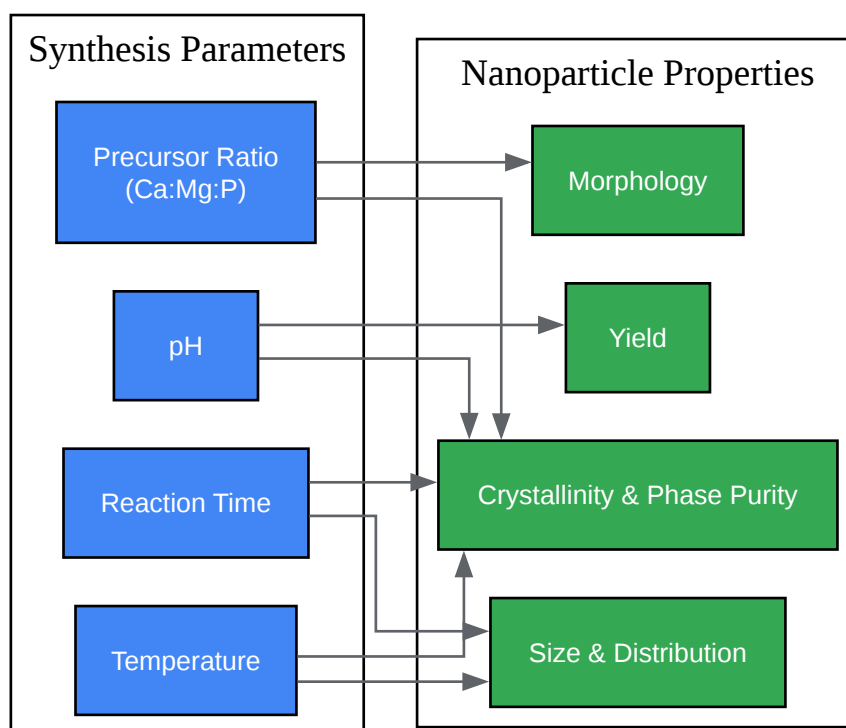 Synthesis Parameters
Precursor Ratio
(Ca:Mg:P)
pH
Reaction Time
Temperature
Nanoparticle Properties
Morphology
Yield
Crystallinity & Phase Purity
Size & Distribution